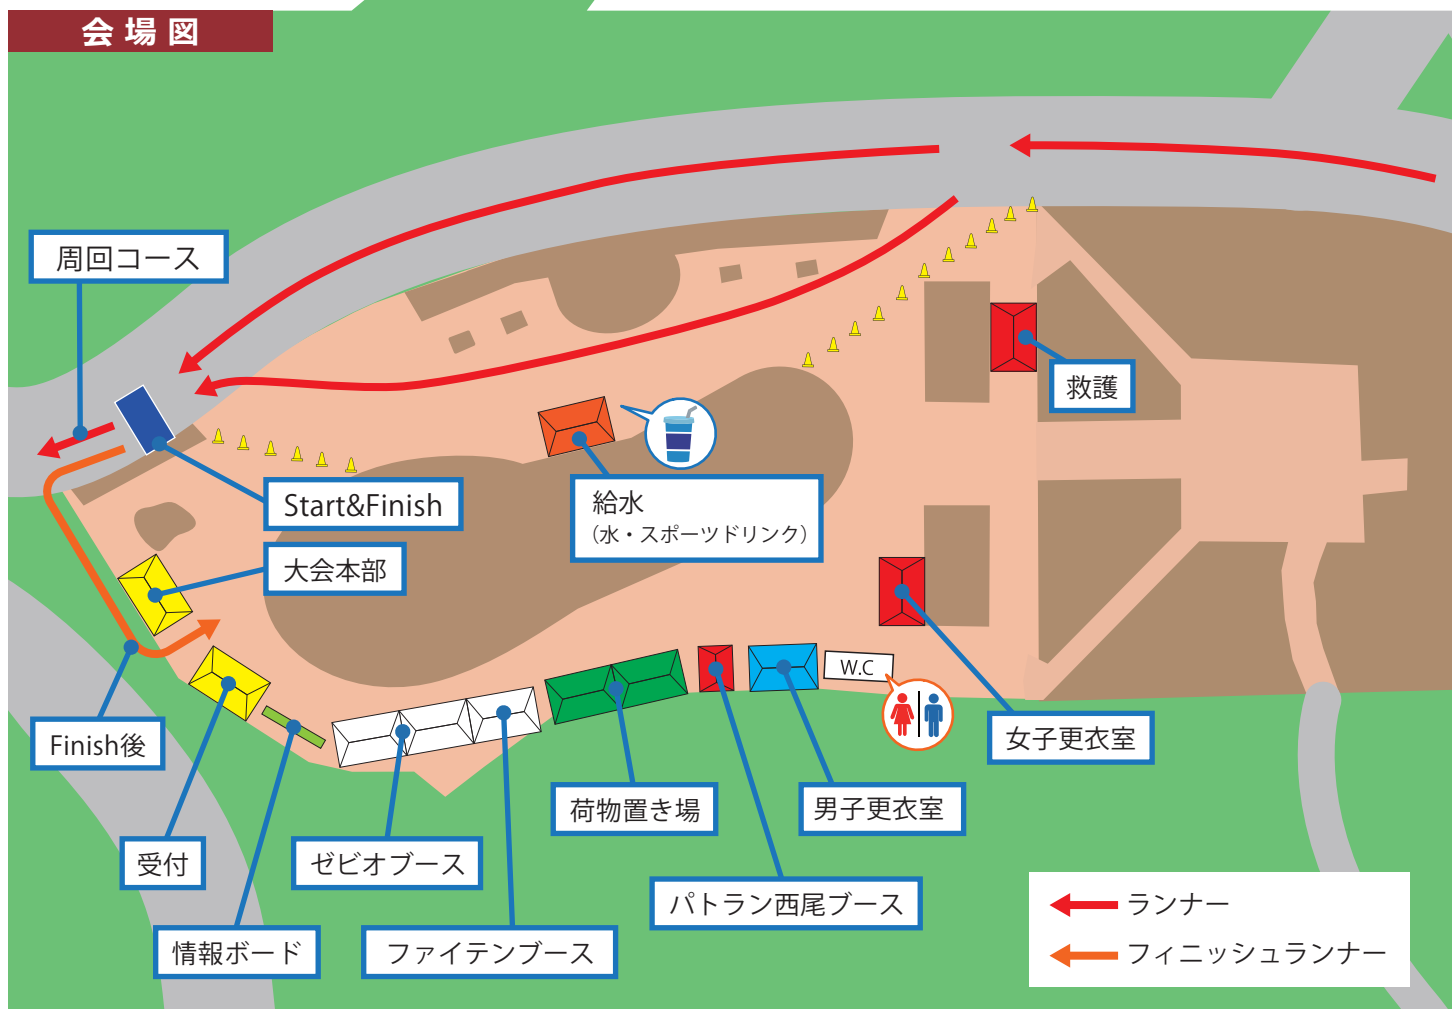 会場図
周回コース
救護
Start&Finish
給水
（水・スポーツドリンク）
大会本部
W.C
Finish後
女子更衣室
荷物置き場
男子更衣室
受付
ゼビオブース
パトラン西尾ブース
情報ボード
ファイテンブース
ランナー
フィニッシュランナー